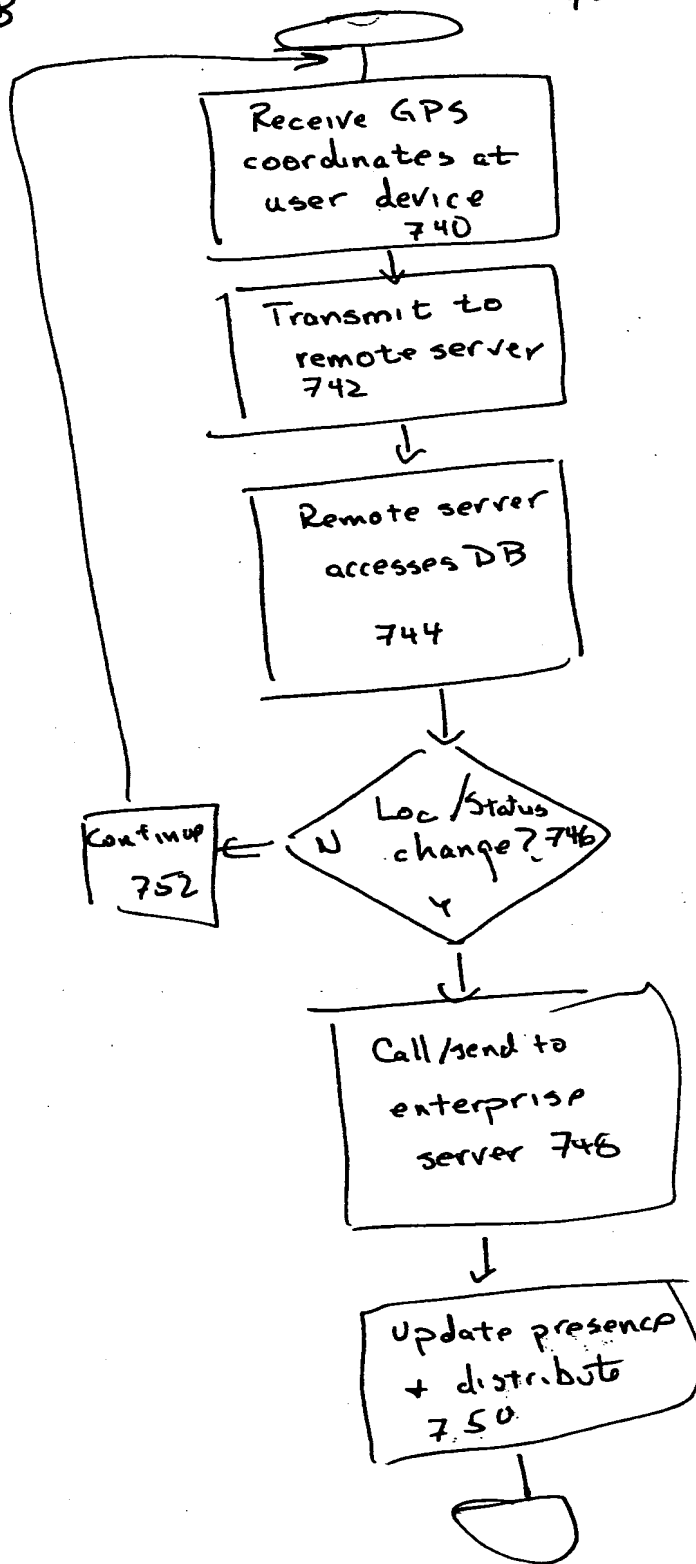 Receive GPS
coordinates at
user device
740
Transmit to
remote server
742
Remote server
accesses DB
744
Loc/Status
N change? 746
Y
Continue
752
Call/send to
enterprise
server 748
Update presence
+ distribute
750